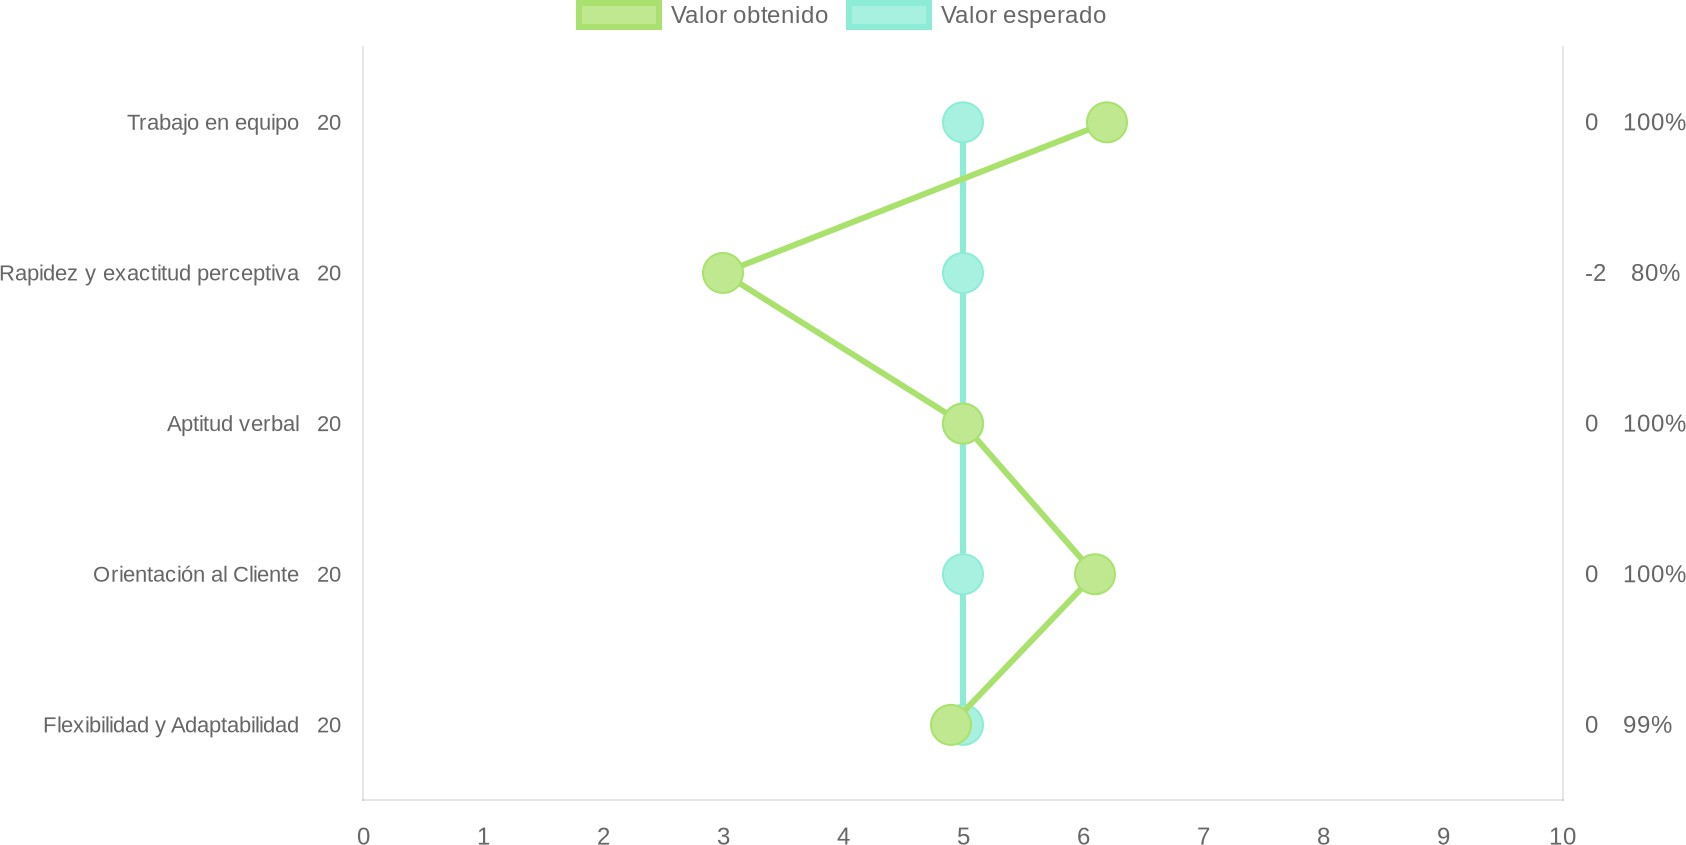 Valor obtenido Valor esperado
Trabajo en equipo 20 0 100%
Rapidez y exactitud perceptiva 20 -2 80%
Aptitud verbal 20 0 100%
Orientación al Cliente 20 0 100%
Flexibilidad y Adaptabilidad 20 0 99%
0 1 2 3 4 5 6 7 8 9 10